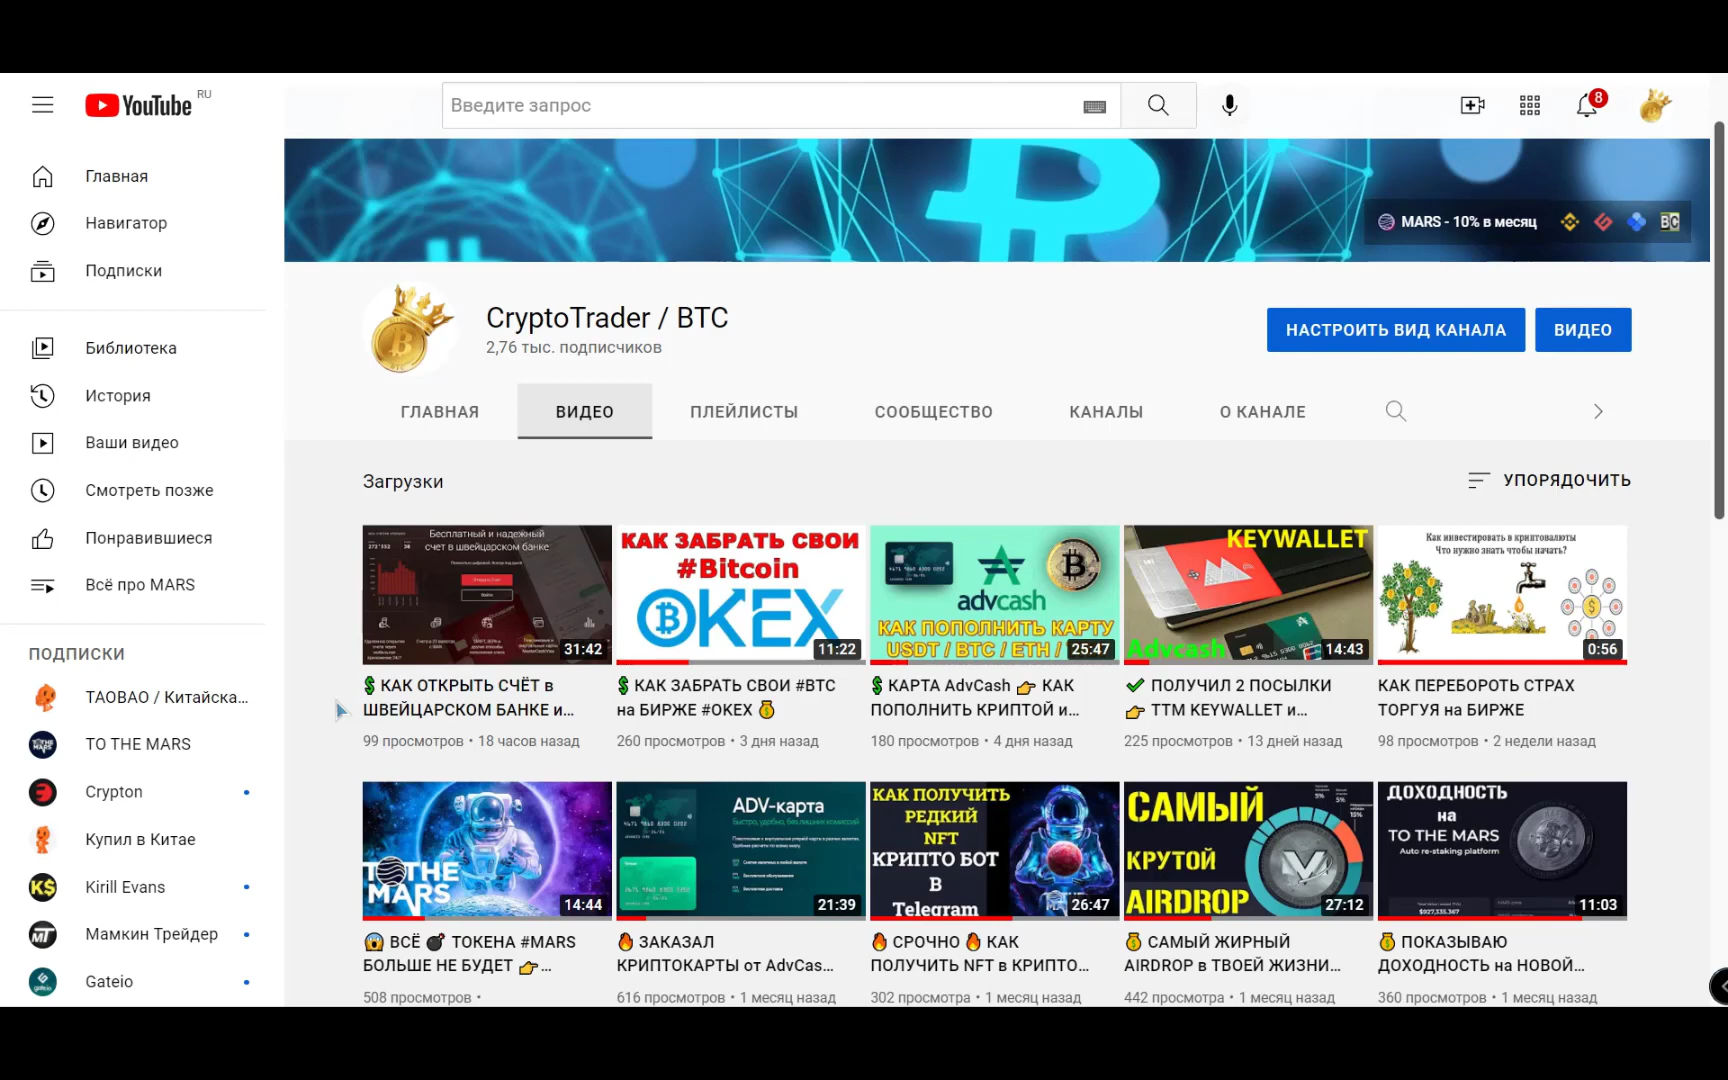 YouTube RU
Введите запрос
8
Главная
Навигатор
Подписки
Библиотека
История
Ваши видео
Смотреть позже
Понравившиеся
Всё про MARS
ПОДПИСКИ
TAOBAO / Китайска...
TO THE MARS
Crypton
Купил в Китае
Kirill Evans
Мамкин Трейдер
Gateio
MARS - 10% в месяц
BC
CryptoTrader / BTC
2,76 тыс. подписчиков
НАСТРОИТЬ ВИД КАНАЛА
ВИДЕО
ГЛАВНАЯ
ВИДЕО
ПЛЕЙЛИСТЫ
СООБЩЕСТВО
КАНАЛЫ
О КАНАЛЕ
Загрузки
УПОРЯДОЧИТЬ
Бесплатный и надежный
счет в швейцарском банке
31:42
💲 КАК ОТКРЫТЬ СЧЁТ в
ШВЕЙЦАРСКОМ БАНКЕ и...
99 просмотров • 18 часов назад
КАК ЗАБРАТЬ СВОИ
#Bitcoin
OKEX
11:22
💲 КАК ЗАБРАТЬ СВОИ #BTC
на БИРЖЕ #OKEX 💰
260 просмотров • 3 дня назад
advcash
КАК ПОПОЛНИТЬ КАРТУ
USDT / BTC / ETH /
25:47
💲 КАРТА AdvCash 👉 КАК
ПОПОЛНИТЬ КРИПТОЙ и...
180 просмотров • 4 дня назад
KEYWALLET
Advcash
14:43
✔ ПОЛУЧИЛ 2 ПОСЫЛКИ
👉 TTM KEYWALLET и...
225 просмотров • 13 дней назад
Как инвестировать в криптовалюты
Что нужно знать чтобы начать?
0:56
КАК ПЕРЕБОРОТЬ СТРАХ
ТОРГУЯ на БИРЖЕ
98 просмотров • 2 недели назад
TO THE
MARS
14:44
😱 ВСЁ 💣 ТОКЕНА #MARS
БОЛЬШЕ НЕ БУДЕТ 👉...
508 просмотров •
ADV-карта
Быстро, удобно, без лишних комиссий
21:39
🔥 ЗАКАЗАЛ
КРИПТОКАРТЫ от AdvCas...
616 просмотров • 1 месяц назад
КАК ПОЛУЧИТЬ
РЕДКИЙ
NFT
КРИПТО БОТ
В
Telegram
26:47
🔥 СРОЧНО 🔥 КАК
ПОЛУЧИТЬ NFT в КРИПТО...
302 просмотра • 1 месяц назад
САМЫЙ
КРУТОЙ
AIRDROP
27:12
💰 САМЫЙ ЖИРНЫЙ
AIRDROP в ТВОЕЙ ЖИЗНИ...
442 просмотра • 1 месяц назад
ДОХОДНОСТЬ
на
TO THE MARS
Auto re-staking platform
$927,335.367
11:03
💰 ПОКАЗЫВАЮ
ДОХОДНОСТЬ на НОВОЙ...
360 просмотров • 1 месяц назад